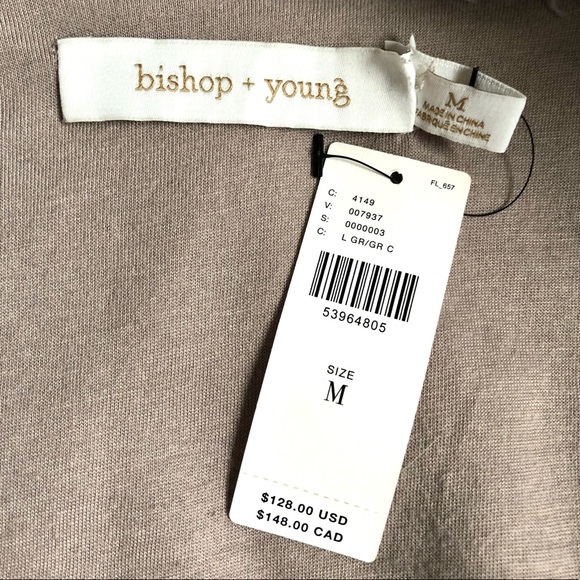 bishop + young
M
MADE IN CHINA
FABRIQUÉ EN CHINE
FL_657
C: 4149
V: 007937
S: 0000003
C: L GR/GR C
53964805
SIZE
M
$128.00 USD
$148.00 CAD